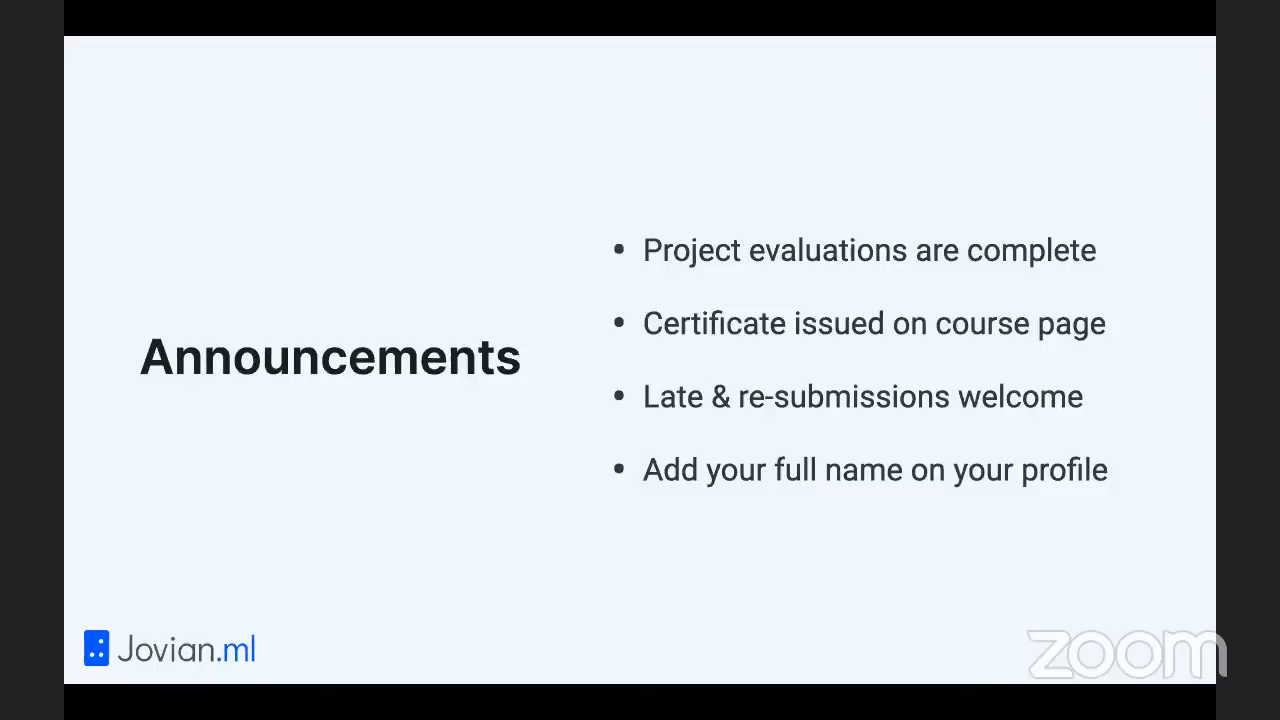 Announcements
• Project evaluations are complete
• Certificate issued on course page
• Late & re-submissions welcome
• Add your full name on your profile
Jovian.ml
zoom